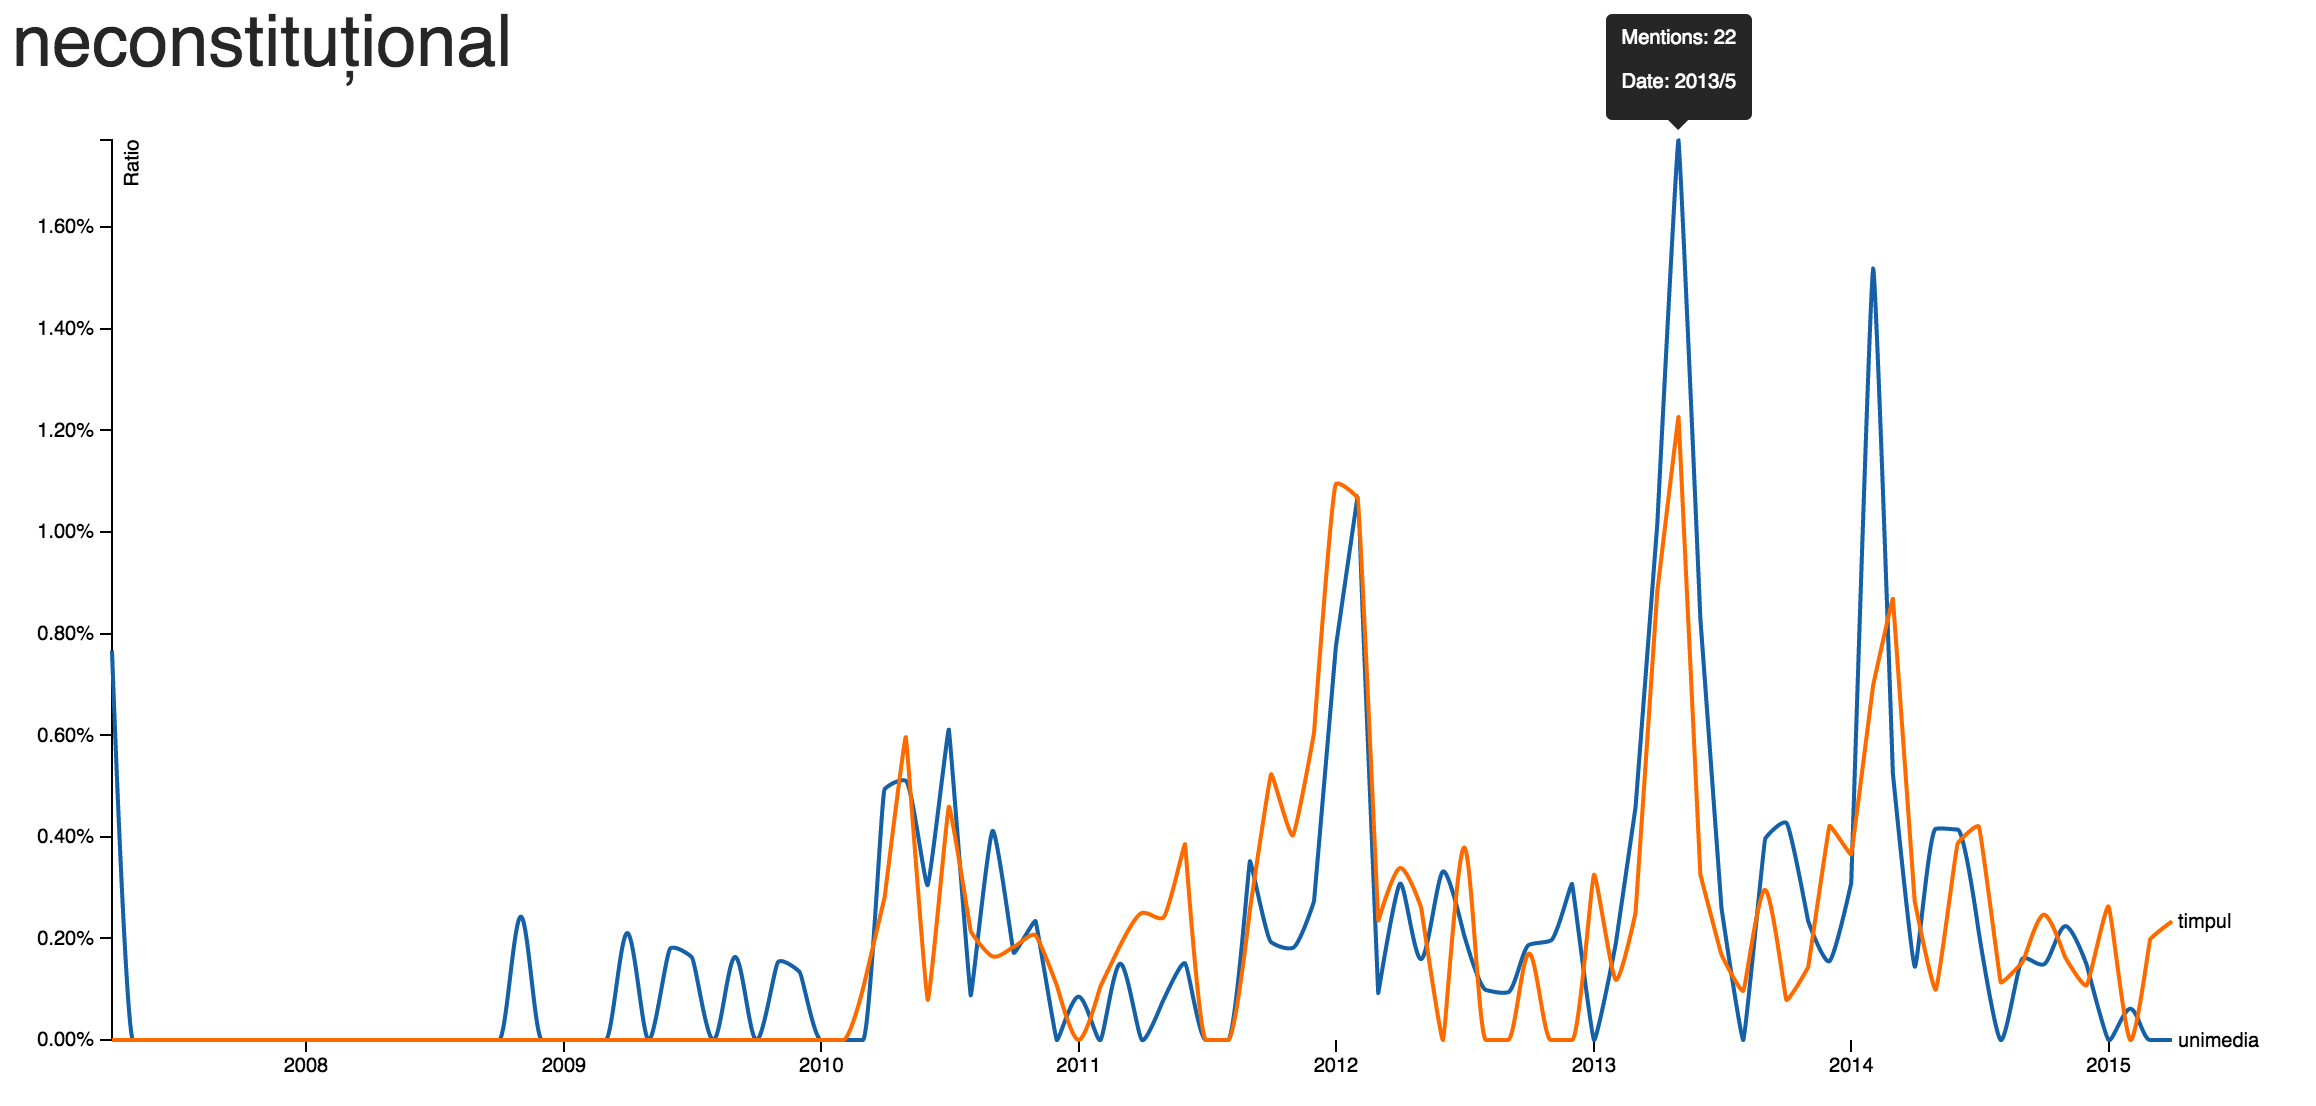 neconstituțional
Mentions: 22
Date: 2013/5
Ratio
1.60%
1.40%
1.20%
1.00%
0.80%
0.60%
0.40%
0.20%
0.00%
timpul
unimedia
2008 2009 2010 2011 2012 2013 2014 2015